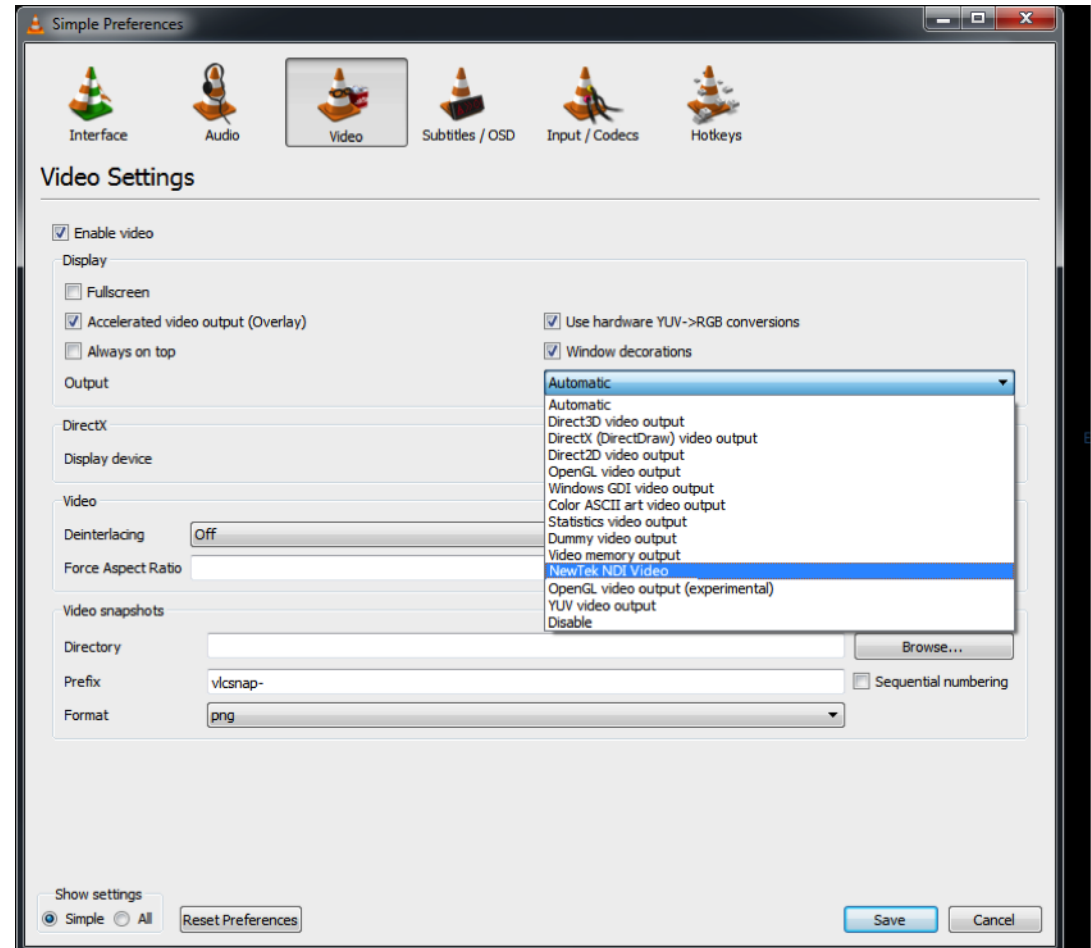 Simple Preferences
Interface
Audio
Video
Subtitles / OSD
Input / Codecs
Hotkeys
Video Settings
Enable video
Display
Fullscreen
Accelerated video output (Overlay)
Use hardware YUV->RGB conversions
Always on top
Window decorations
Output
Automatic
Automatic
Direct3D video output
DirectX (DirectDraw) video output
Direct2D video output
OpenGL video output
Windows GDI video output
Color ASCII art video output
Statistics video output
Dummy video output
Video memory output
NewTek NDI Video
OpenGL video output (experimental)
YUV video output
Disable
DirectX
Display device
Video
Deinterlacing
Off
Force Aspect Ratio
Video snapshots
Directory
Browse...
Prefix
vlcsnap-
Sequential numbering
Format
png
Show settings
Simple
All
Reset Preferences
Save
Cancel